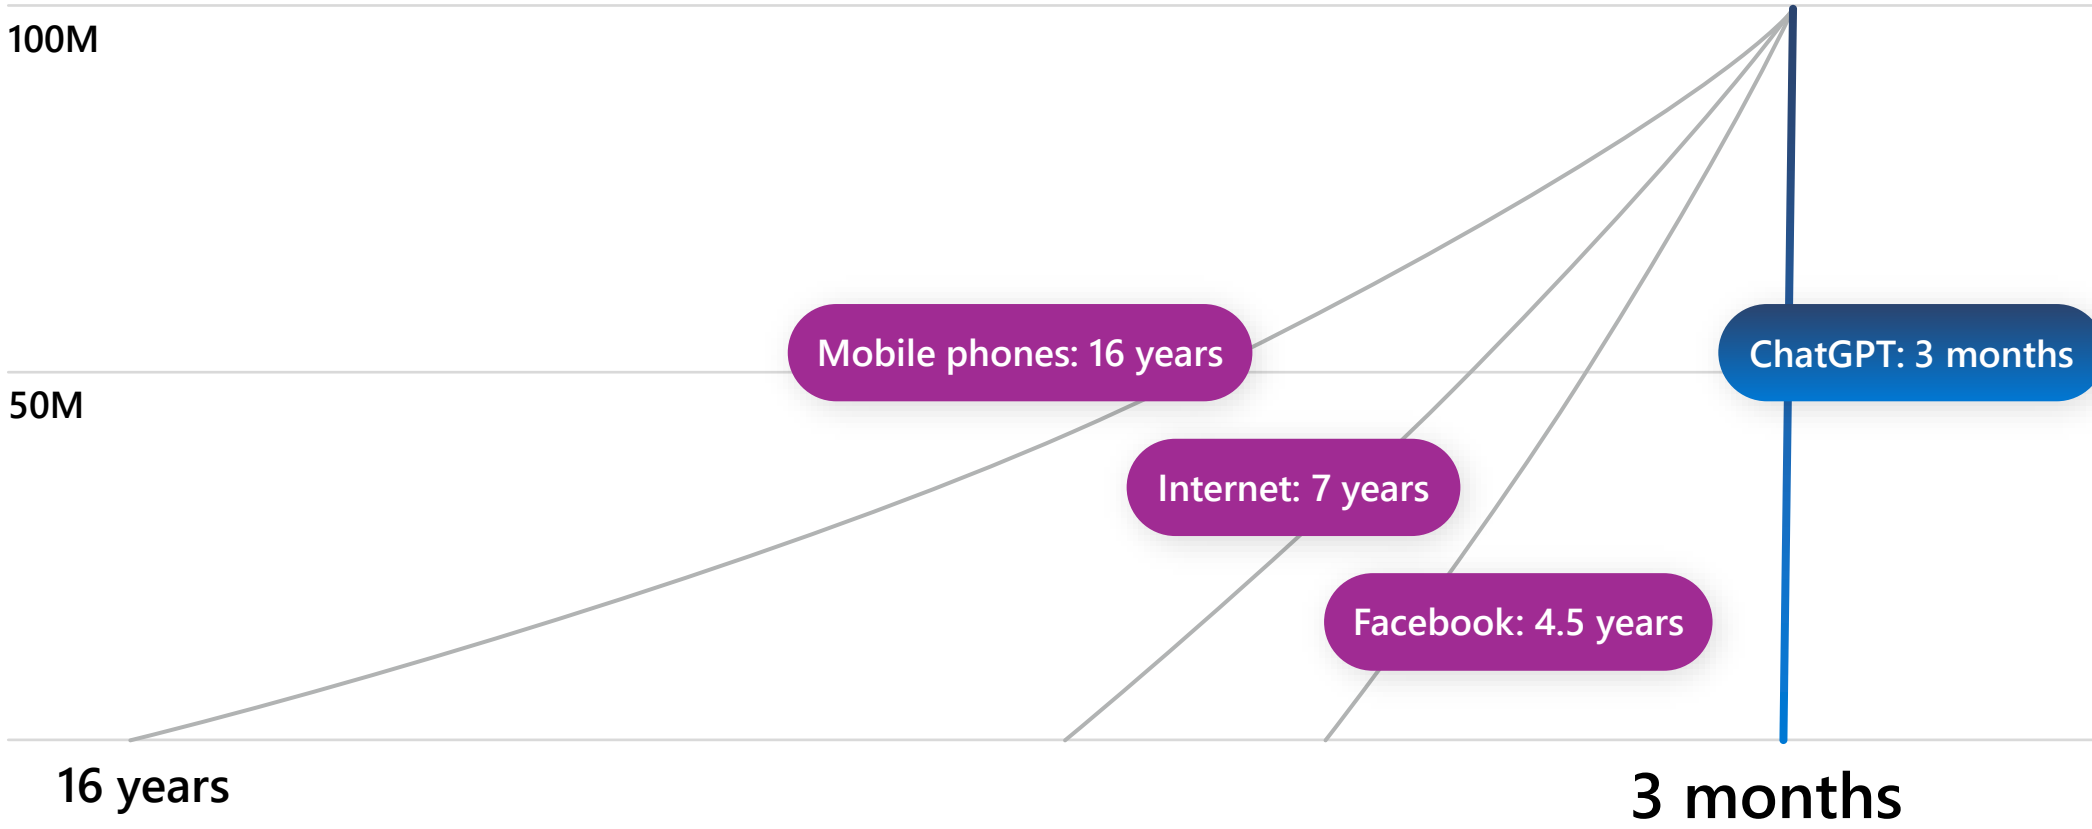 100M
Mobile phones: 16 years
ChatGPT: 3 months
50M
Internet: 7 years
Facebook: 4.5 years
16 years
3 months